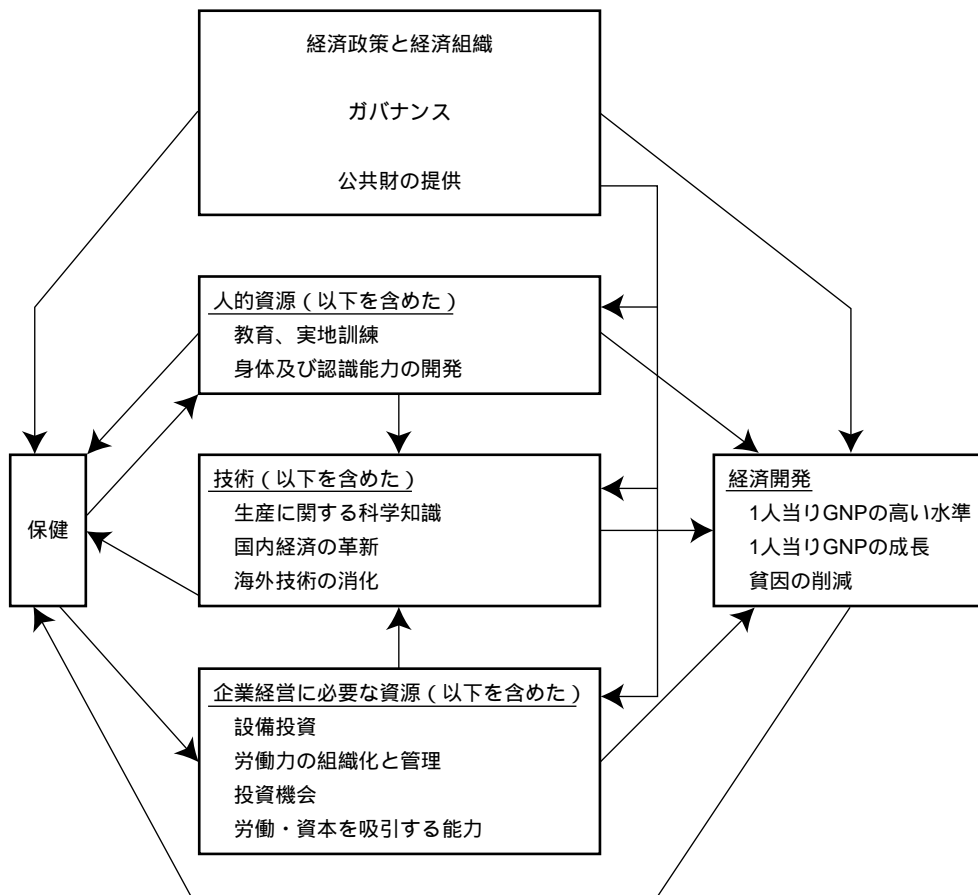 経済政策と経済組織
ガバナンス
公共財の提供
人的資源（以下を含めた）
教育、実地訓練
身体及び認識能力の開発
保健
技術（以下を含めた）
生産に関する科学知識
国内経済の革新
海外技術の消化
経済開発
1人当りGNPの高い水準
1人当りGNPの成長
貧困の削減
企業経営に必要な資源（以下を含めた）
設備投資
労働力の組織化と管理
投資機会
労働・資本を吸引する能力